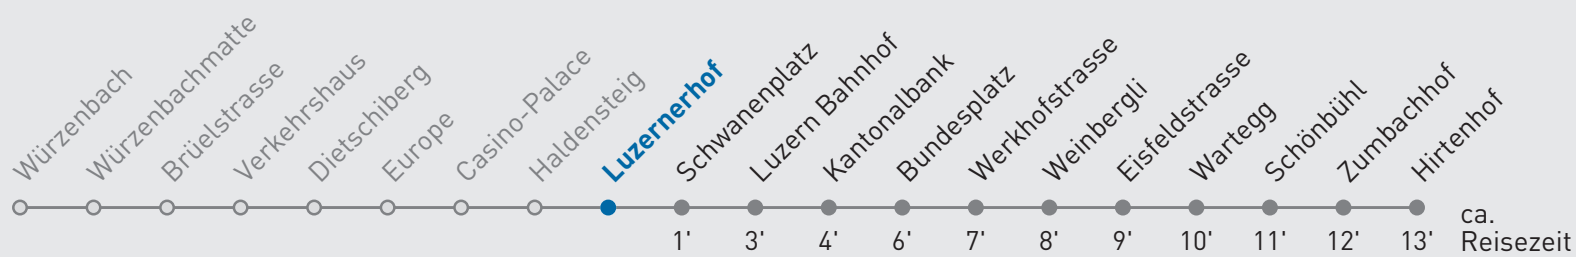 Würzenbach
Würzenbachmatte
Brüelstrasse
Verkehrshaus
Dietschiberg
Europe
Casino-Palace
Haldensteig
Luzernerhof
Schwanenplatz
Luzern Bahnhof
Kantonalbank
Bundesplatz
Werkhofstrasse
Weinbergli
Eisfeldstrasse
Wartegg
Schönbühl
Zumbachhof
Hirtenhof
1' 3' 4' 6' 7' 8' 9' 10' 11' 12' 13'
ca.
Reisezeit